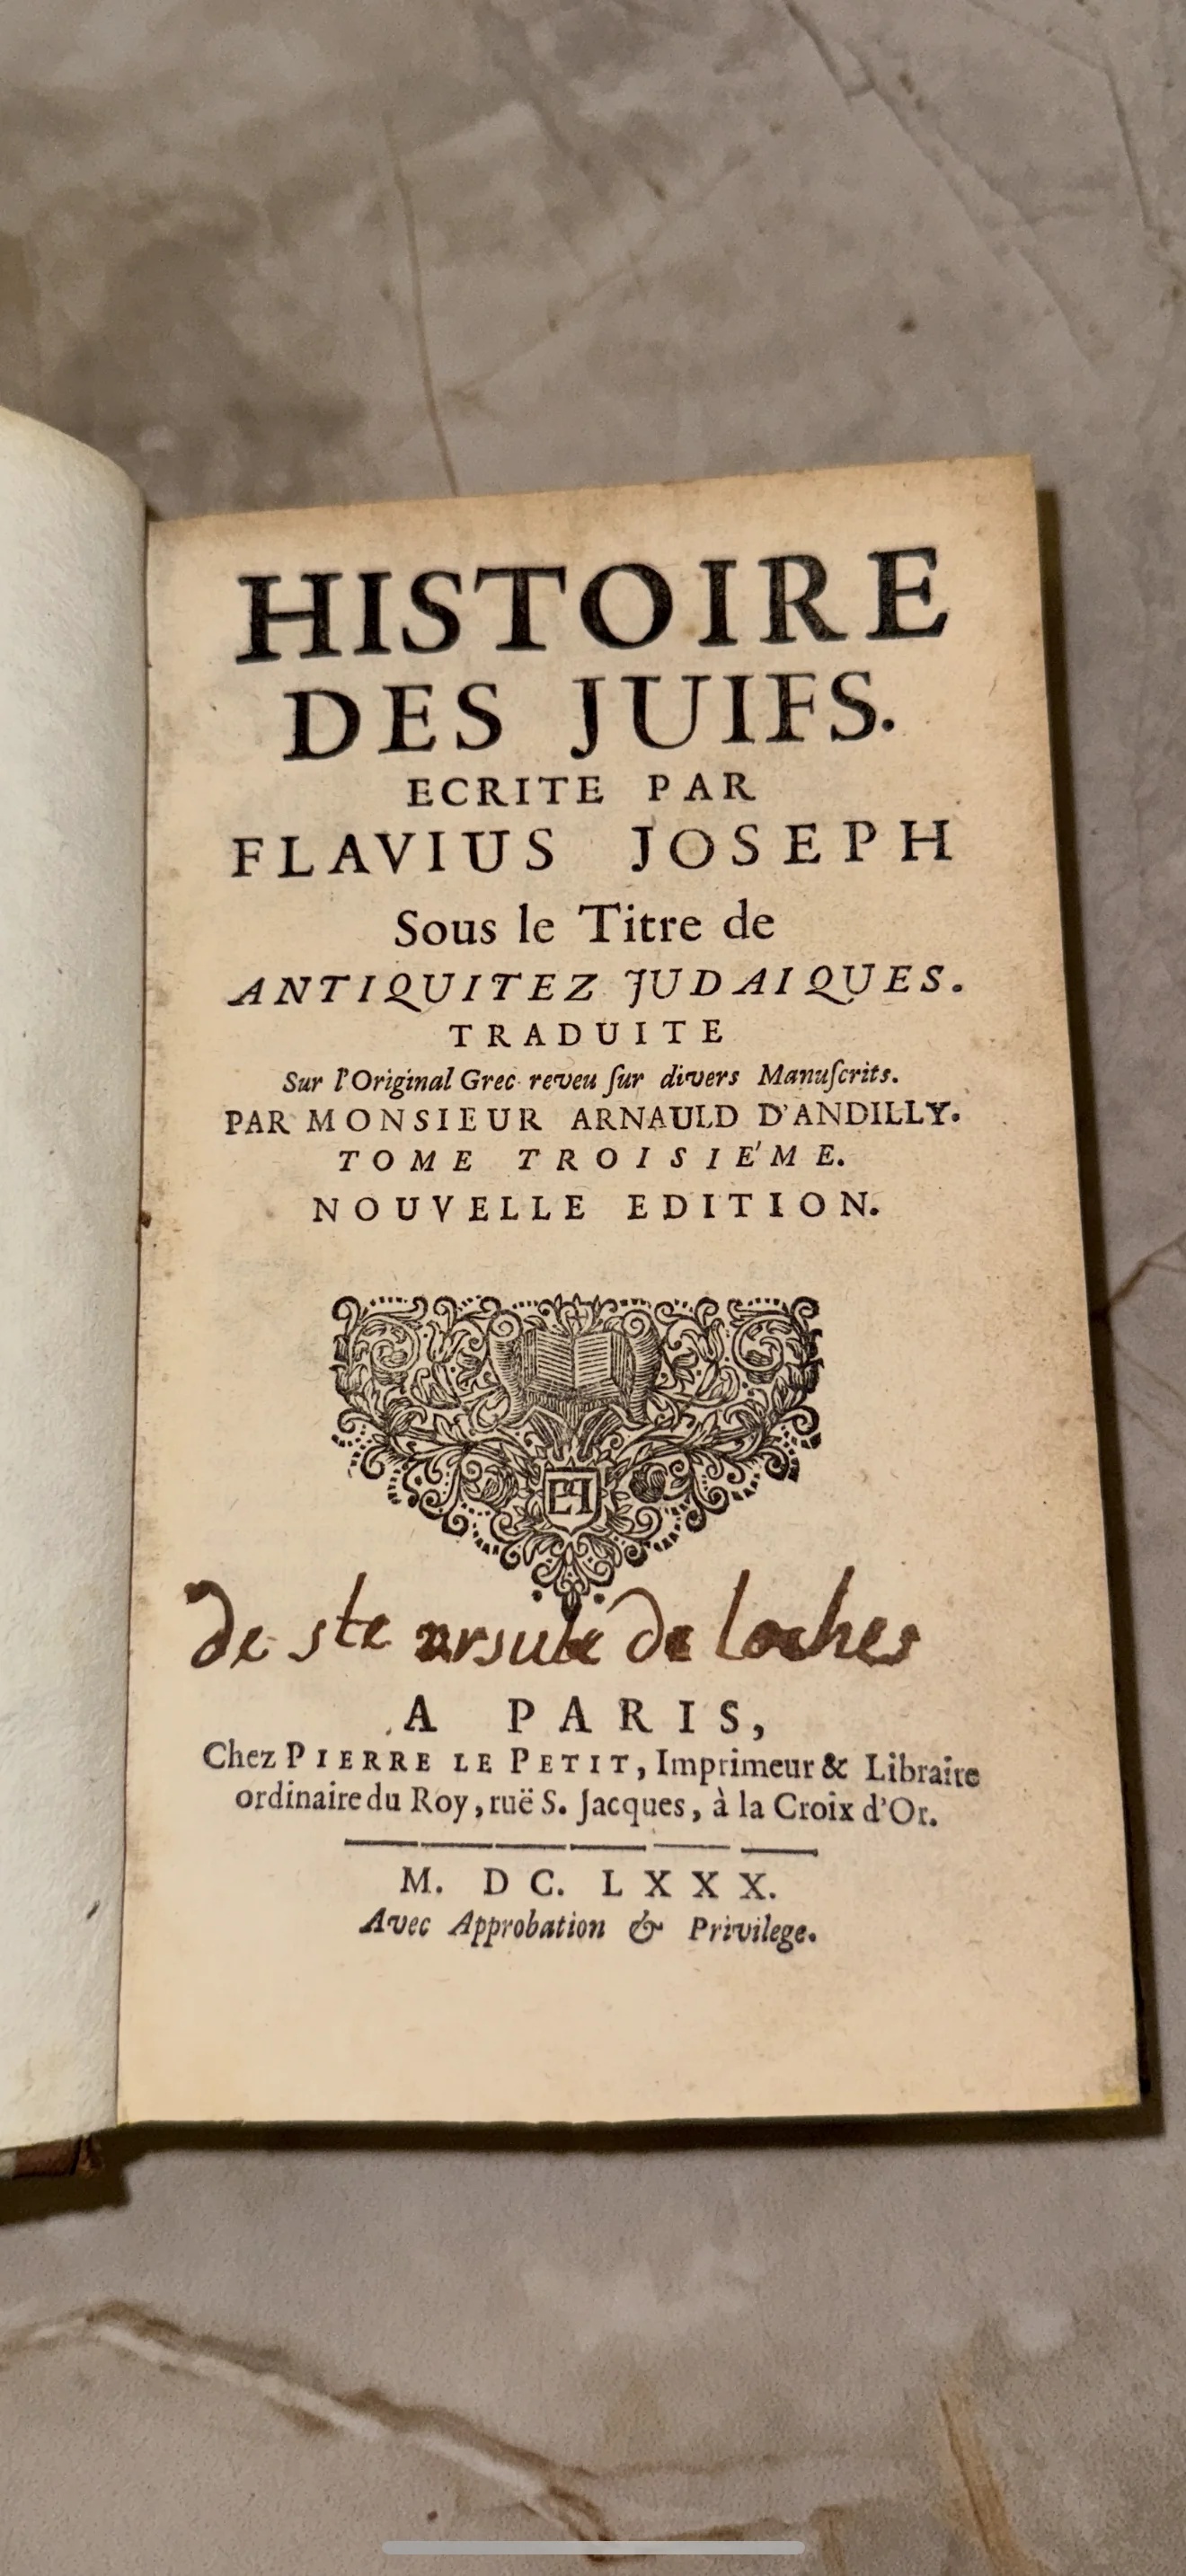 HISTOIRE
DES JUIFS.
ECRITE PAR
FLAVIUS JOSEPH
Sous le Titre de
ANTIQUITEZ JUDAIQUES.
TRADUITE
Sur l'Original Grec reveu ſur divers Manuſcrits.
PAR MONSIEUR ARNAULD D'ANDILLY.
TOME TROISIE'ME.
NOUVELLE EDITION.
de ste ursule de loches
A PARIS,
Chez PIERRE LE PETIT, Imprimeur & Libraire
ordinaire du Roy, ruë S. Jacques, à la Croix d'Or.
M. DC. LXXX.
Avec Approbation & Privilege.